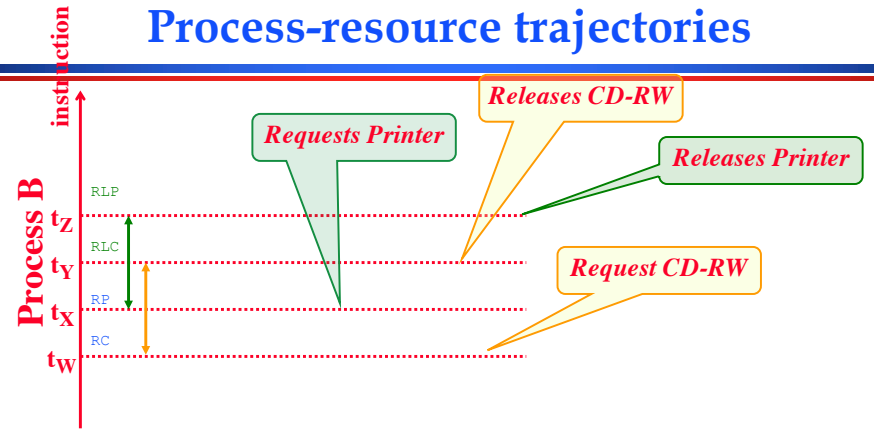 Process-resource trajectories
instruction
Releases CD-RW
Requests Printer
Releases Printer
Process B
RLP
tZ
RLC
tY
Request CD-RW
RP
tX
RC
tW